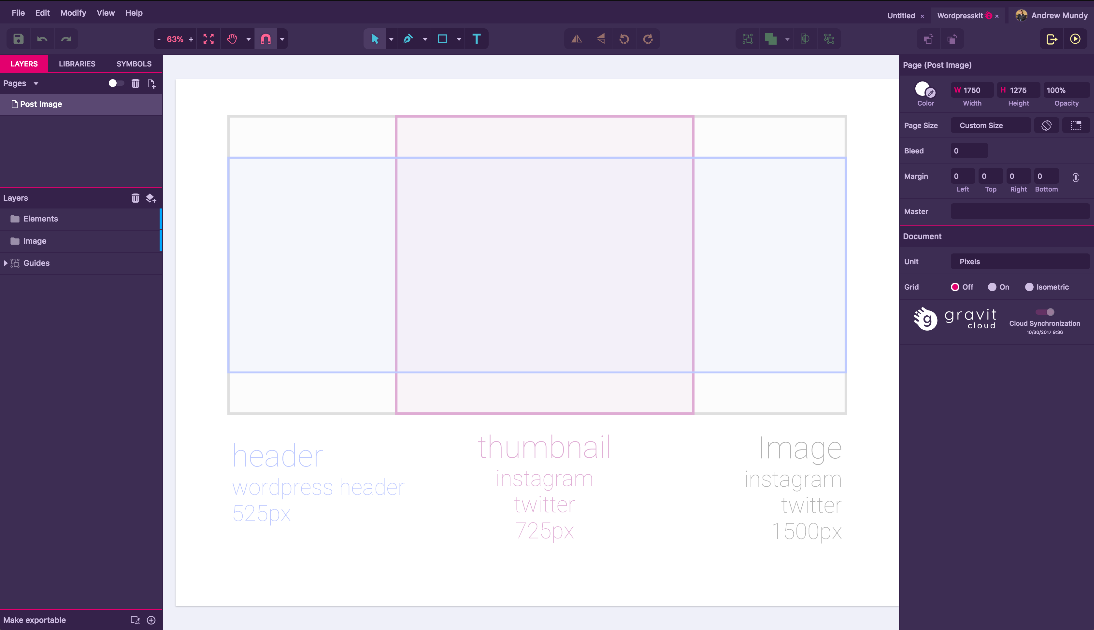 File Edit Modify View Help
Untitled × Wordpresskit × Andrew Mundy
- 63% +
LAYERS LIBRARIES SYMBOLS
Pages
Post Image
Layers
Elements
Image
Guides
Make exportable
header
wordpress header
525px
thumbnail
instagram
twitter
725px
Image
instagram
twitter
1500px
Page (Post Image)
W 1750 H 1275 100%
Color Width Height Opacity
Page Size Custom Size
Bleed 0
Margin 0 0 0 0
Left Top Right Bottom
Master
Document
Unit Pixels
Grid Off On Isometric
gravit
cloud
Cloud Synchronization